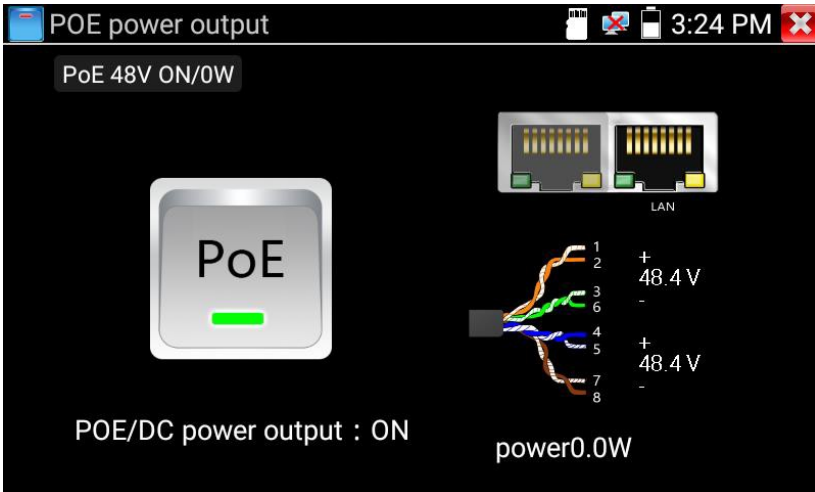 POE power output
3:24 PM
PoE 48V ON/0W
LAN
PoE
1
2
+
48.4 V
3
6
-
4
5
+
48.4 V
7
8
-
POE/DC power output : ON
power0.0W